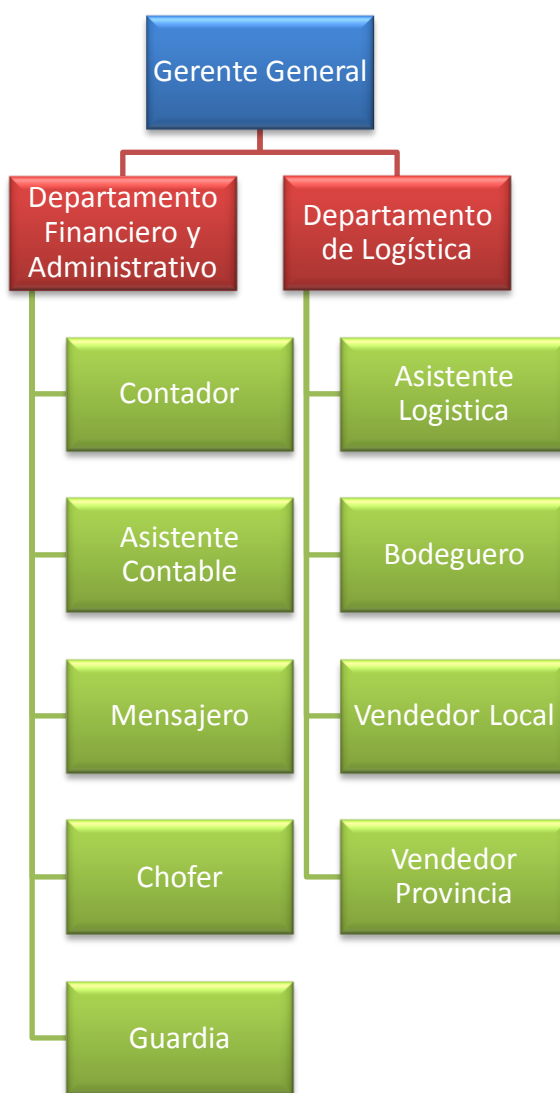 Gerente General
Departamento
Financiero y
Administrativo
Departamento
de Logística
Contador
Asistente
Contable
Mensajero
Chofer
Guardia
Asistente
Logistica
Bodeguero
Vendedor Local
Vendedor
Provincia